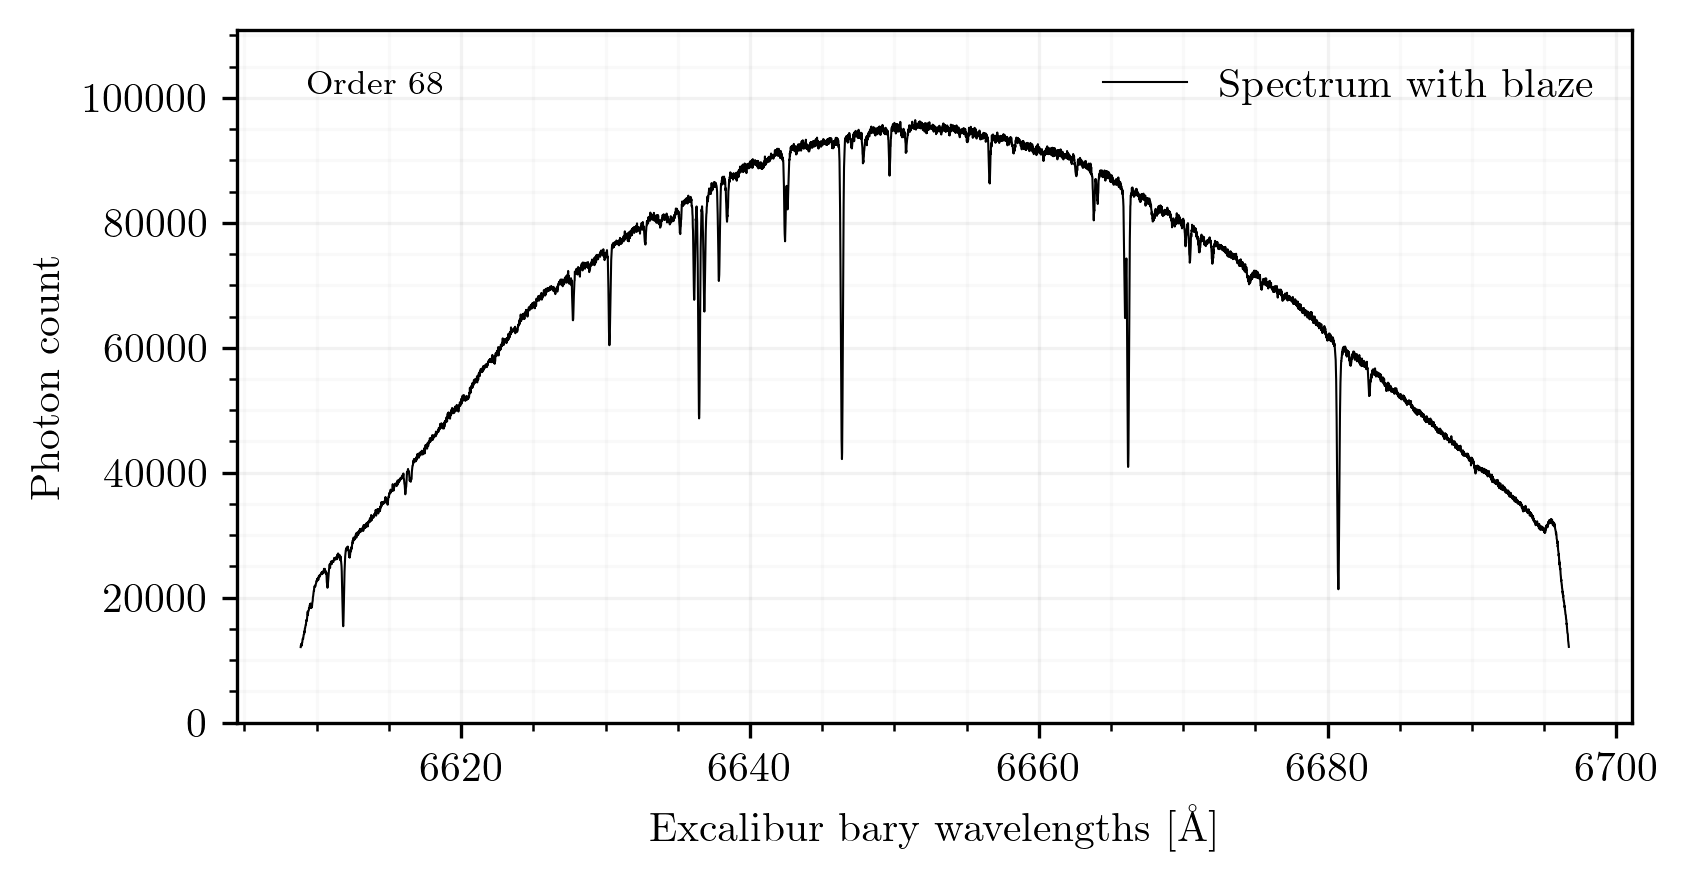 Order 68
Spectrum with blaze
100000
80000
60000
40000
20000
0
Photon count
6620 6640 6660 6680 6700
Excalibur bary wavelengths [Å]